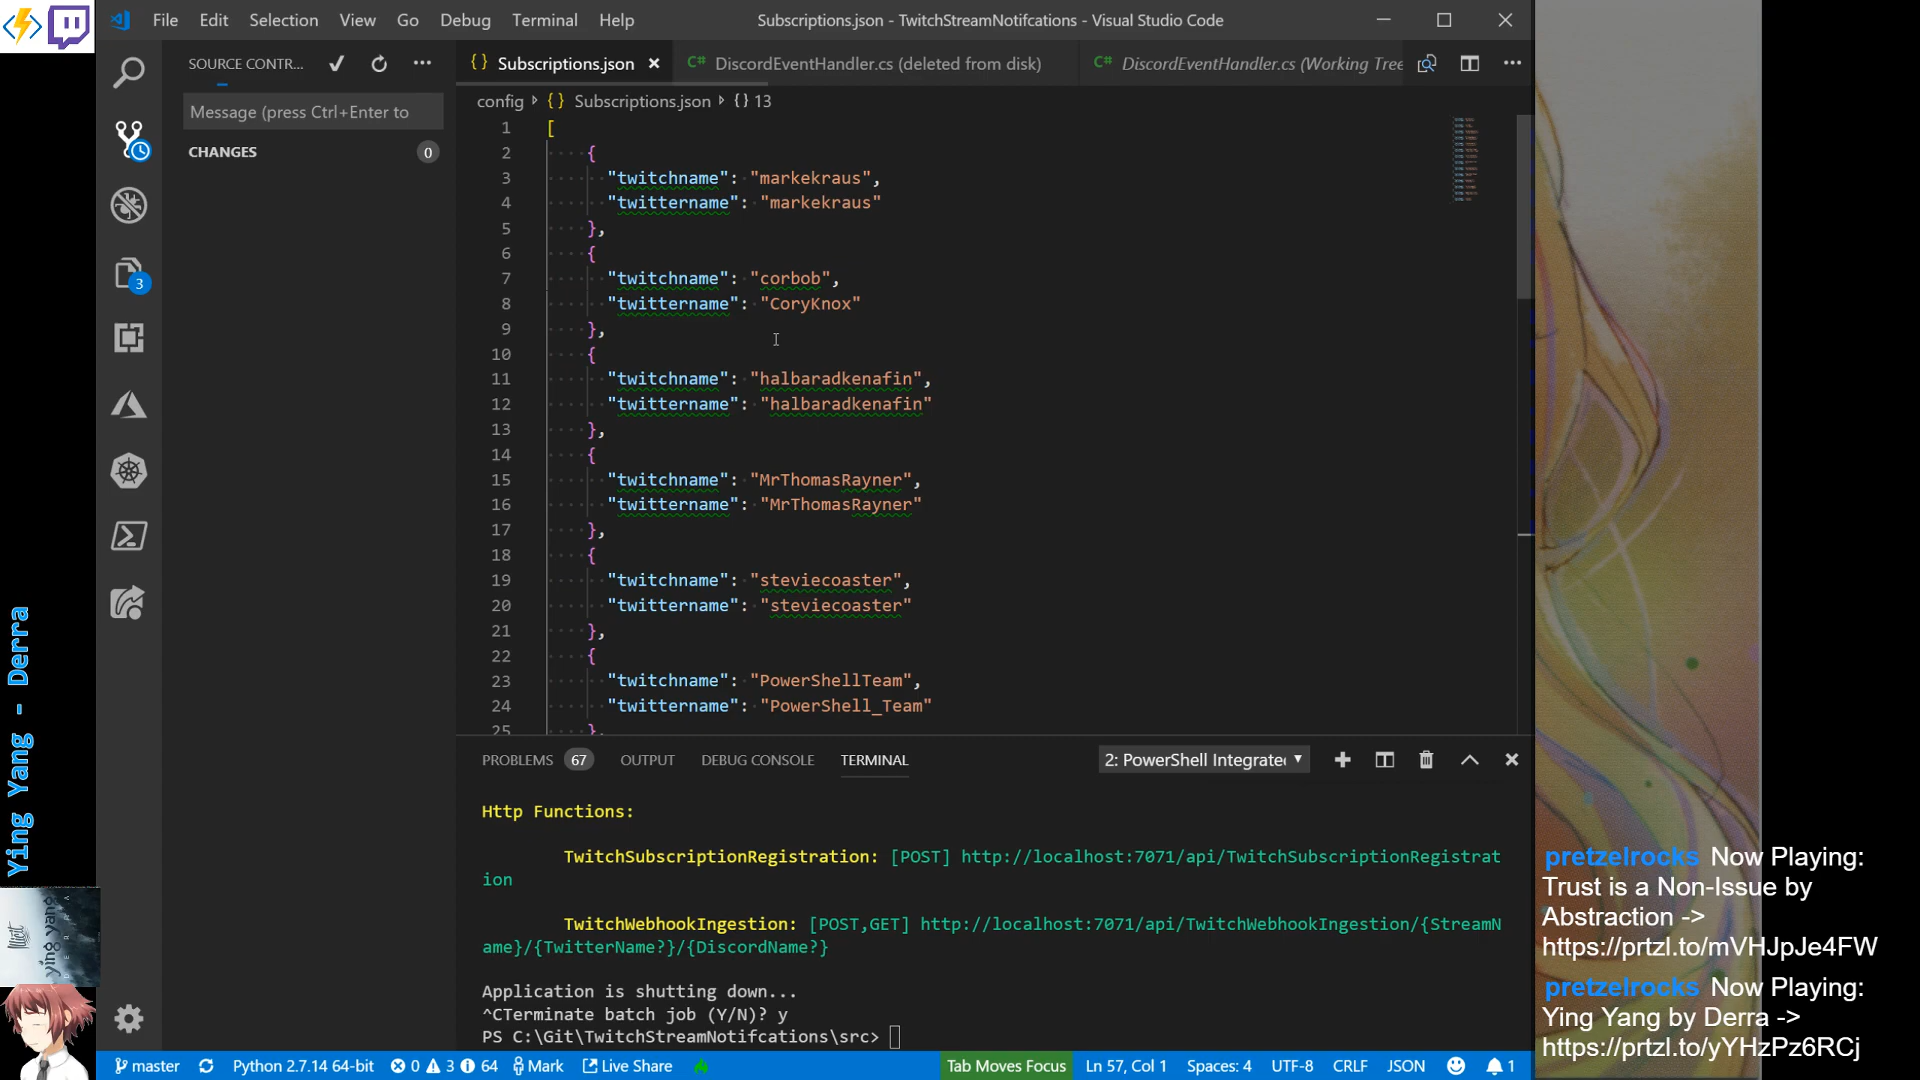 File Edit Selection View Go Debug Terminal Help
Subscriptions.json - TwitchStreamNotifcations - Visual Studio Code
SOURCE CONTR...
Subscriptions.json
C# DiscordEventHandler.cs (deleted from disk)
C# DiscordEventHandler.cs (Working Tree
Message (press Ctrl+Enter to
CHANGES 0
3
config > {} Subscriptions.json > {} 13
1 [
2 {
3 "twitchname": "markekraus",
4 "twittername": "markekraus"
5 },
6 {
7 "twitchname": "corbob",
8 "twittername": "CoryKnox"
9 },
10 {
11 "twitchname": "halbaradkenafin",
12 "twittername": "halbaradkenafin"
13 },
14 {
15 "twitchname": "MrThomasRayner",
16 "twittername": "MrThomasRayner"
17 },
18 {
19 "twitchname": "steviecoaster",
20 "twittername": "steviecoaster"
21 },
22 {
23 "twitchname": "PowerShellTeam",
24 "twittername": "PowerShell_Team"
25 },
PROBLEMS 67 OUTPUT DEBUG CONSOLE TERMINAL
2: PowerShell Integrate
Http Functions:
TwitchSubscriptionRegistration: [POST] http://localhost:7071/api/TwitchSubscriptionRegistrat
ion
TwitchWebhookIngestion: [POST,GET] http://localhost:7071/api/TwitchWebhookIngestion/{StreamN
ame}/{TwitterName?}/{DiscordName?}
Application is shutting down...
^CTerminate batch job (Y/N)? y
PS C:\Git\TwitchStreamNotifcations\src>
master Python 2.7.14 64-bit 0 3 64 Mark Live Share
Tab Moves Focus Ln 57, Col 1 Spaces: 4 UTF-8 CRLF JSON 1
Ying Yang - Derra
ying yang
DERRA
pretzelrocks Now Playing:
Trust is a Non-Issue by
Abstraction ->
https://prtzl.to/mVHJpJe4FW
pretzelrocks Now Playing:
Ying Yang by Derra ->
https://prtzl.to/yYHzPz6RCj